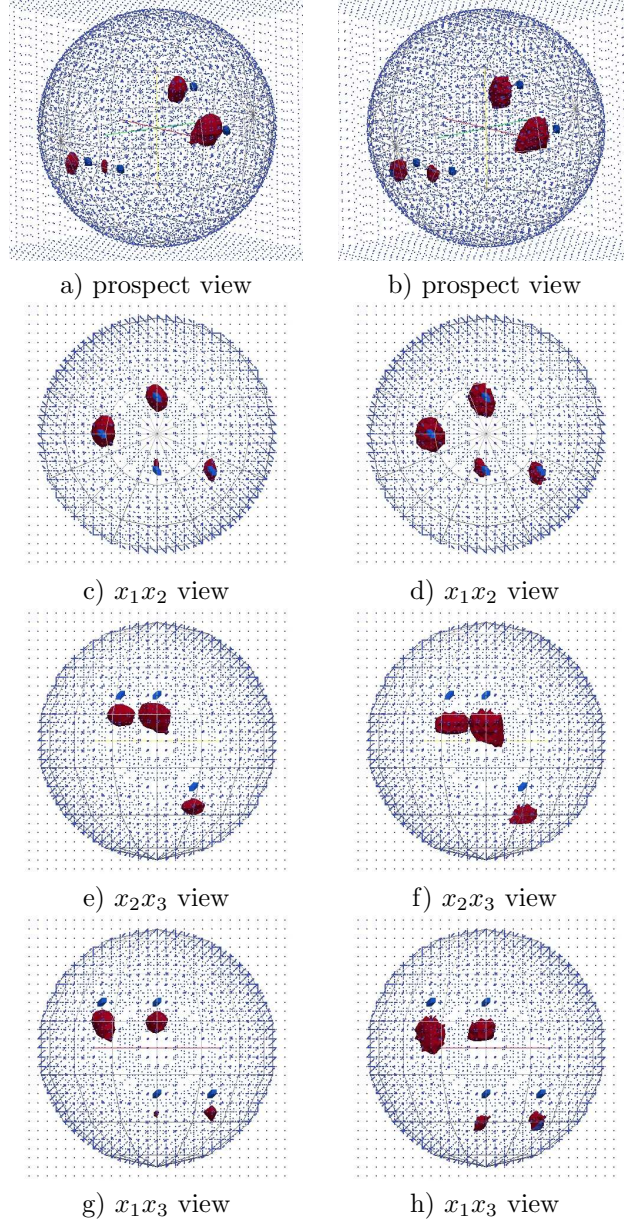 a) prospect view
b) prospect view
c) x₁x₂ view
d) x₁x₂ view
e) x₂x₃ view
f) x₂x₃ view
g) x₁x₃ view
h) x₁x₃ view